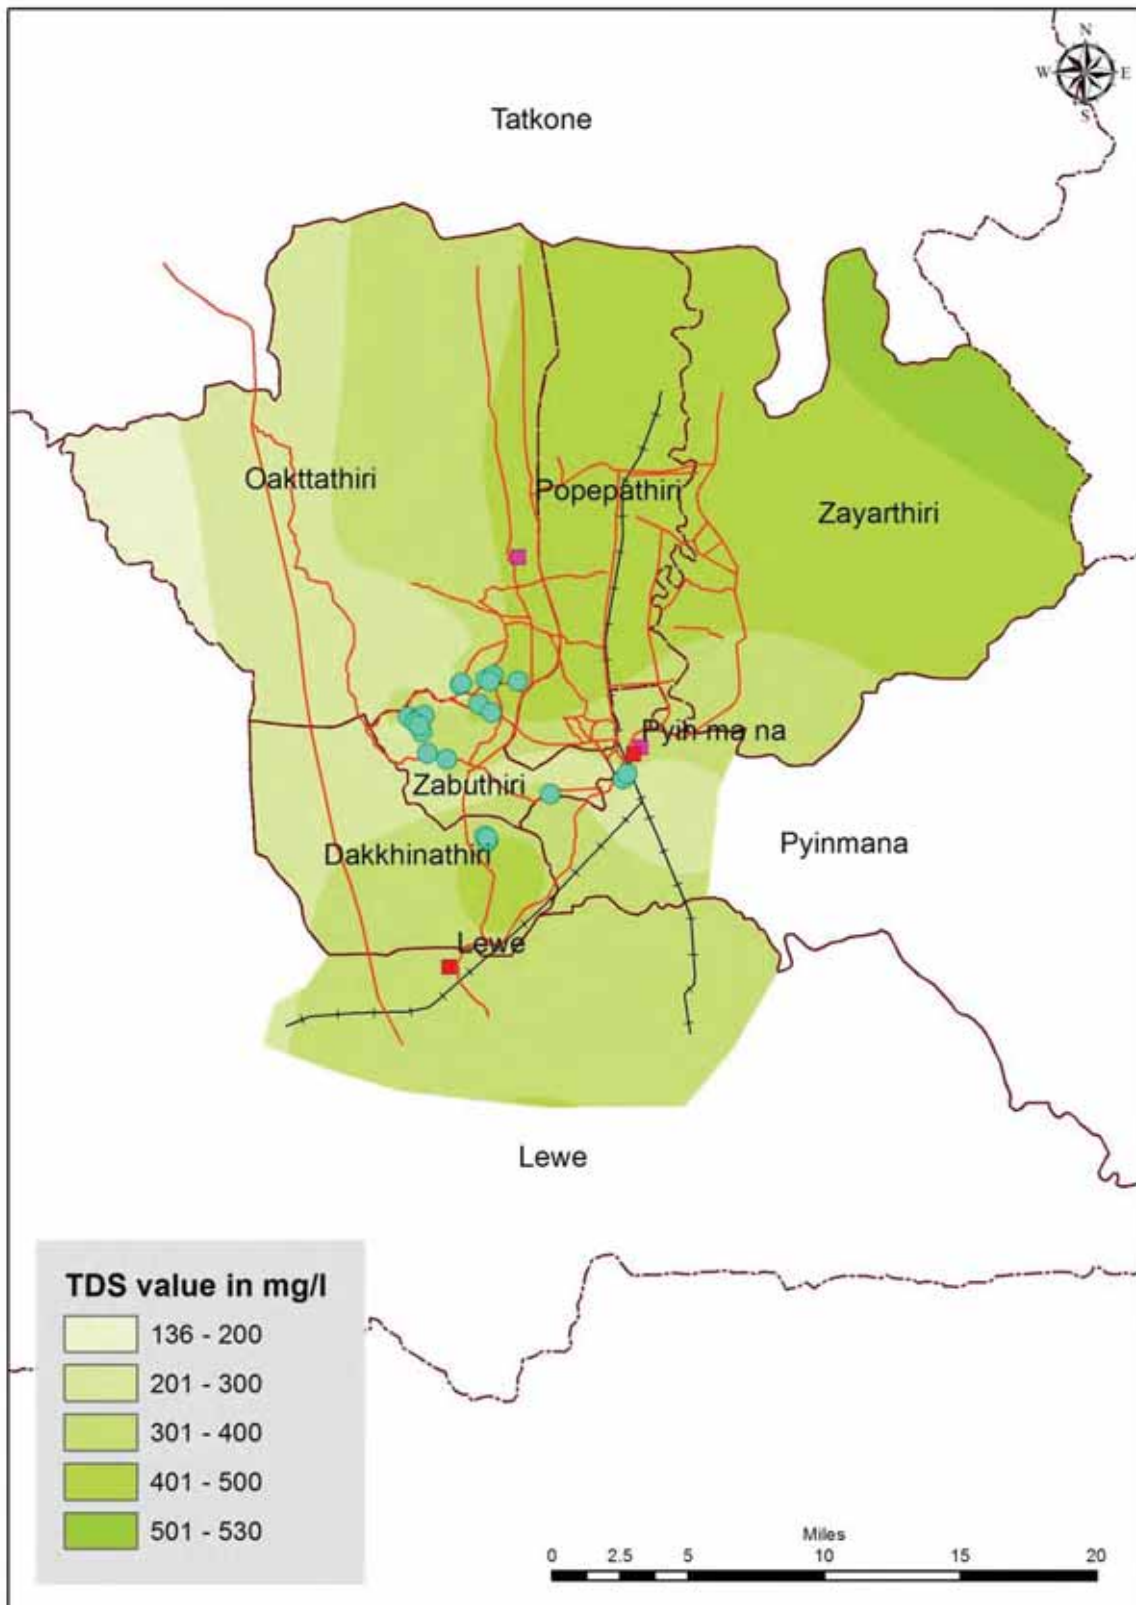 N
W E
S
Tatkone
Oakttathiri
Popepathiri
Zayarthiri
Pyih ma na
Zabuthiri
Dakkhinathiri
Pyinmana
Lewe
Lewe
TDS value in mg/l
136 - 200
201 - 300
301 - 400
401 - 500
501 - 530
Miles
0 2.5 5 10 15 20